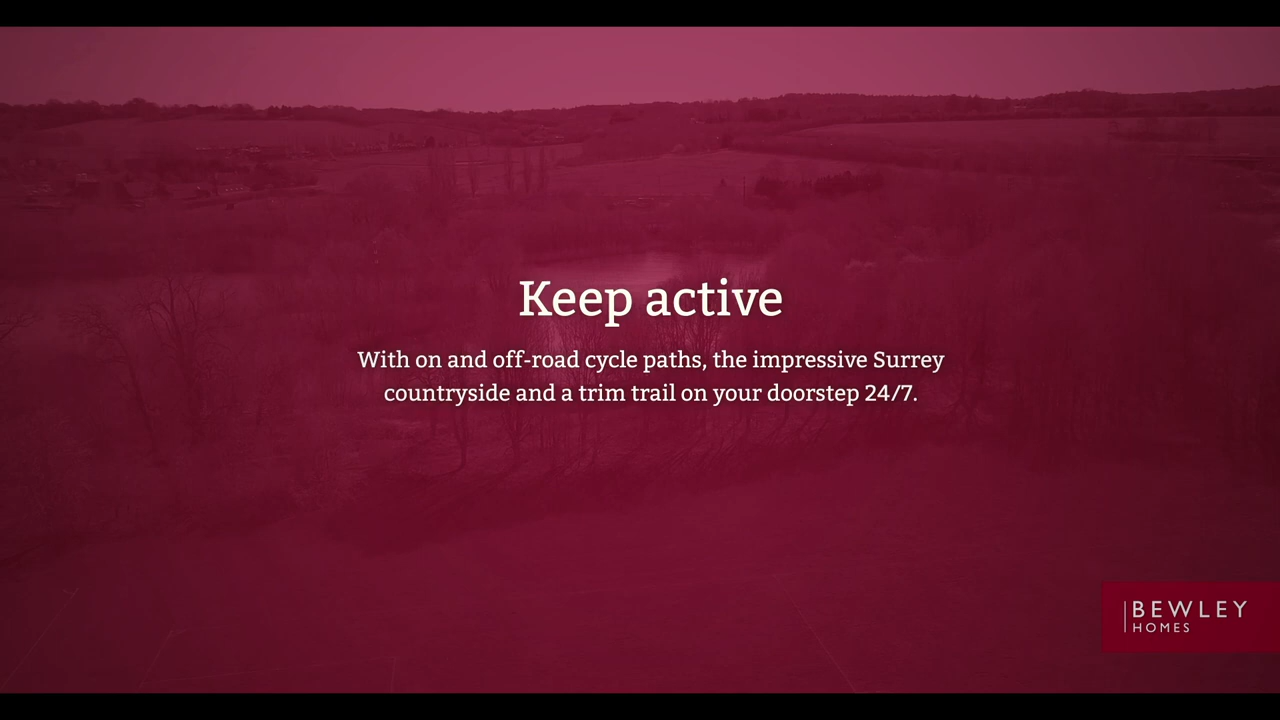 Keep active
With on and off-road cycle paths, the impressive Surrey
countryside and a trim trail on your doorstep 24/7.
BEWLEY
HOMES